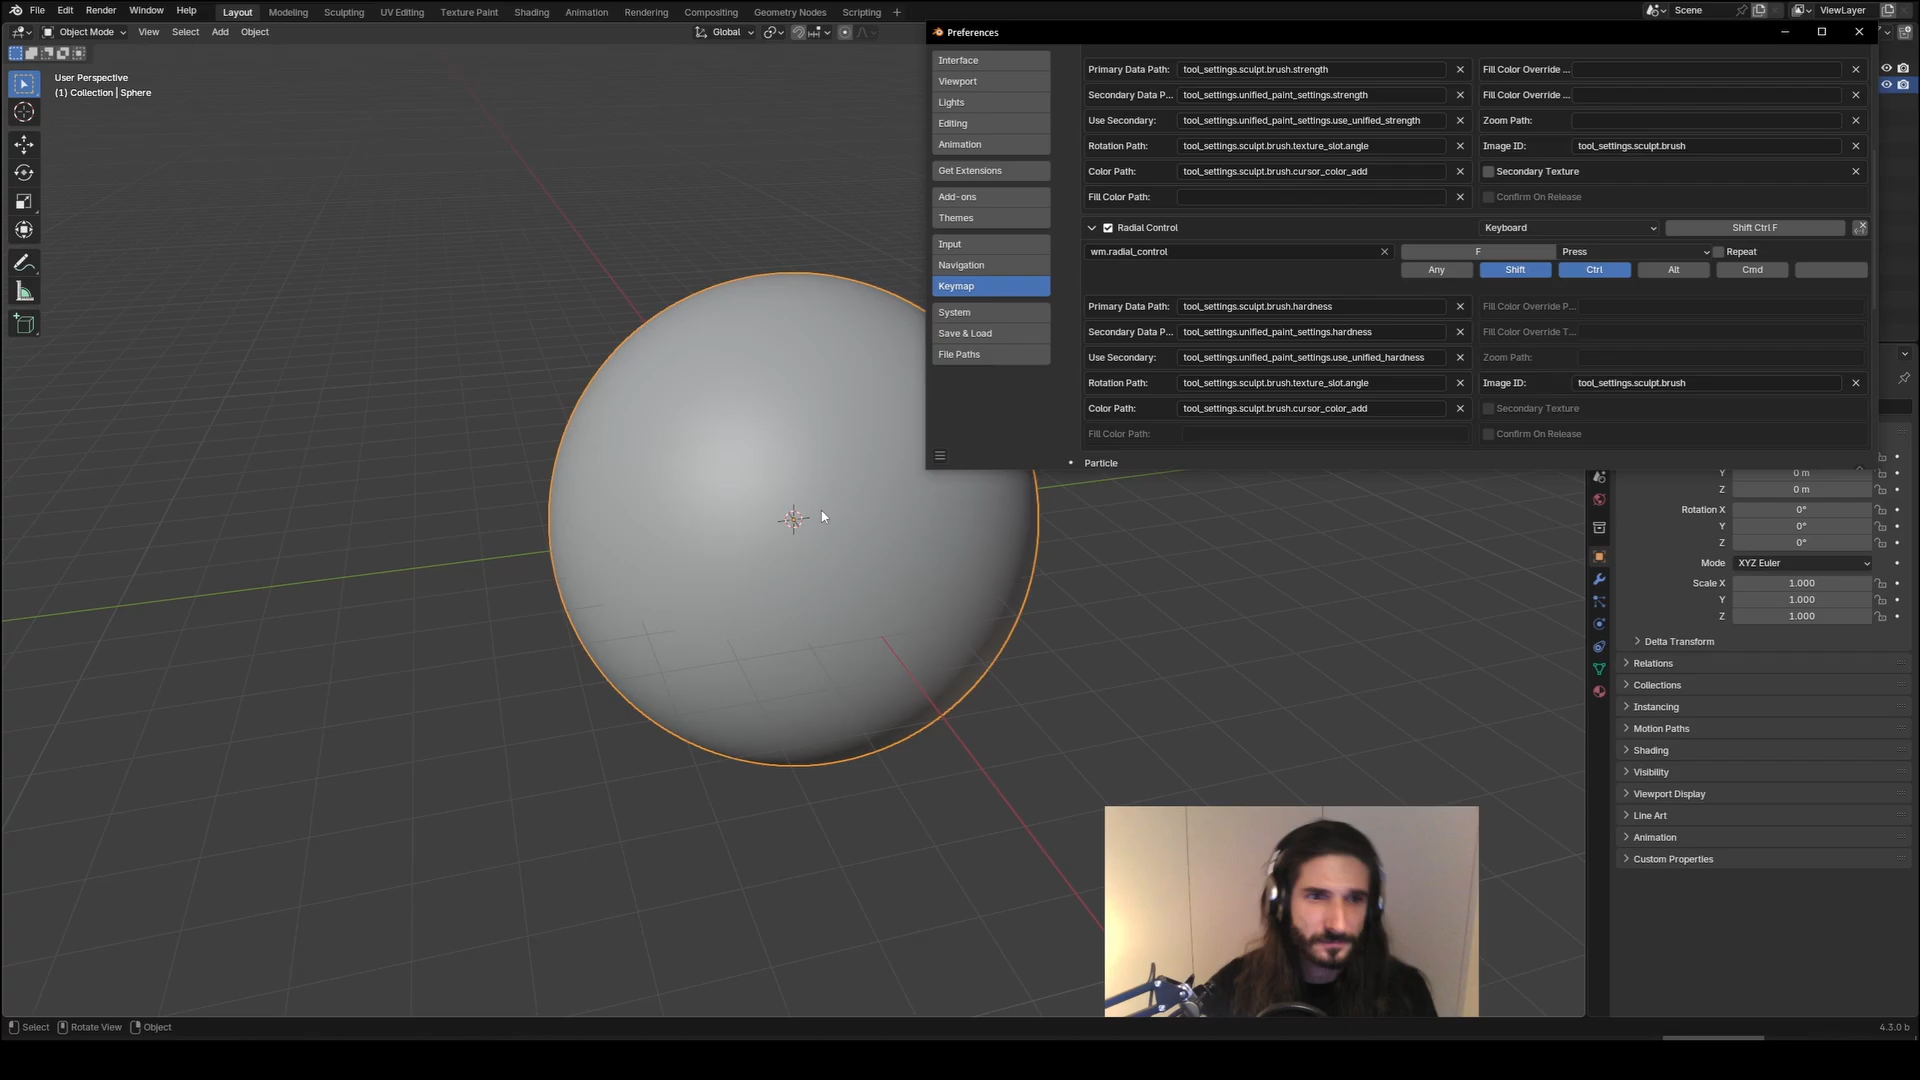 File Edit Render Window Help Layout Modeling Sculpting UV Editing Texture Paint Shading Animation Rendering Compositing Geometry Nodes Scripting + Scene ViewLayer
Object Mode View Select Add Object Global
User Perspective
(1) Collection | Sphere
Preferences
Interface
Viewport
Lights
Editing
Animation
Get Extensions
Add-ons
Themes
Input
Navigation
Keymap
System
Save & Load
File Paths
Primary Data Path: tool_settings.sculpt.brush.strength Fill Color Override ...
Secondary Data P... tool_settings.unified_paint_settings.strength Fill Color Override ...
Use Secondary: tool_settings.unified_paint_settings.use_unified_strength Zoom Path:
Rotation Path: tool_settings.sculpt.brush.texture_slot.angle Image ID: tool_settings.sculpt.brush
Color Path: tool_settings.sculpt.brush.cursor_color_add Secondary Texture
Fill Color Path: Confirm On Release
Radial Control Keyboard Shift Ctrl F
wm.radial_control F Press Repeat
Any Shift Ctrl Alt Cmd
Primary Data Path: tool_settings.sculpt.brush.hardness Fill Color Override P...
Secondary Data P... tool_settings.unified_paint_settings.hardness Fill Color Override T...
Use Secondary: tool_settings.unified_paint_settings.use_unified_hardness Zoom Path:
Rotation Path: tool_settings.sculpt.brush.texture_slot.angle Image ID: tool_settings.sculpt.brush
Color Path: tool_settings.sculpt.brush.cursor_color_add Secondary Texture
Fill Color Path: Confirm On Release
Particle
Y 0 m
Z 0 m
Rotation X 0°
Y 0°
Z 0°
Mode XYZ Euler
Scale X 1.000
Y 1.000
Z 1.000
Delta Transform
Relations
Collections
Instancing
Motion Paths
Shading
Visibility
Viewport Display
Line Art
Animation
Custom Properties
Select Rotate View Object 4.3.0 b